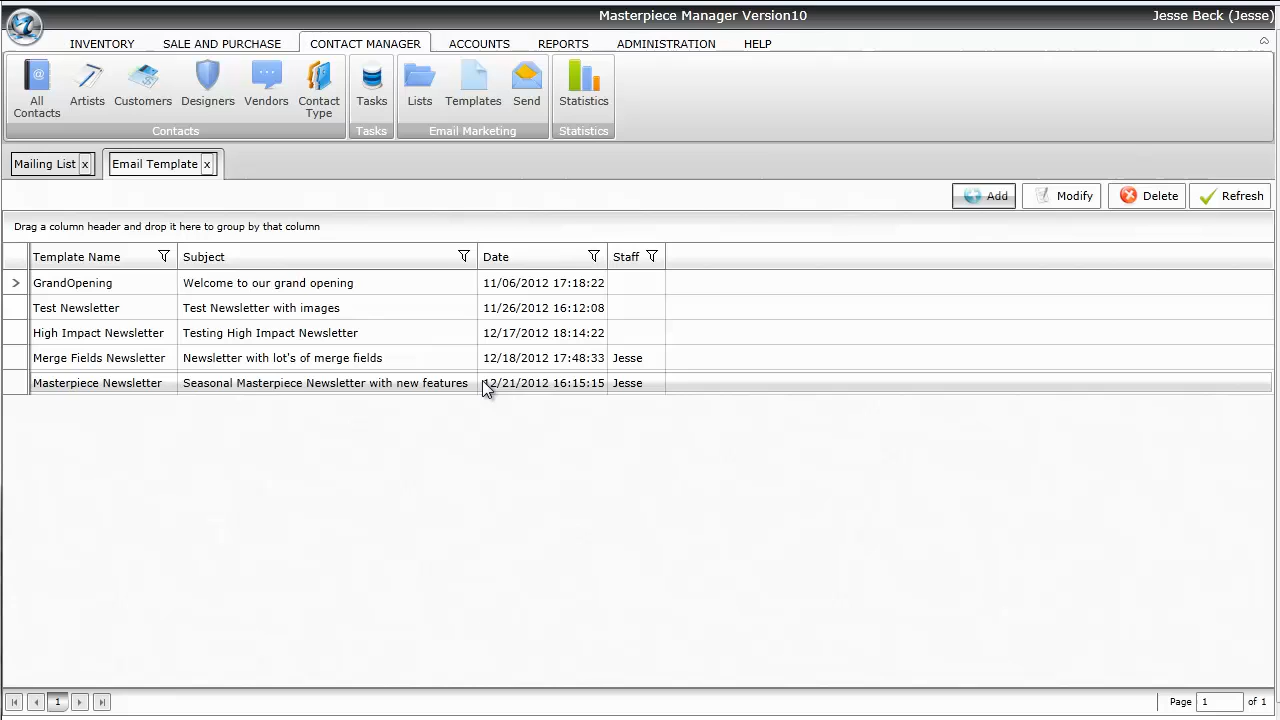 Masterpiece Manager Version10
Jesse Beck (Jesse)
INVENTORY
SALE AND PURCHASE
CONTACT MANAGER
ACCOUNTS
REPORTS
ADMINISTRATION
HELP
All Contacts
Artists
Customers
Designers
Vendors
Contact Type
Tasks
Lists
Templates
Send
Statistics
Contacts
Tasks
Email Marketing
Statistics
Mailing List x
Email Template x
Add
Modify
Delete
Refresh
Drag a column header and drop it here to group by that column
Template Name Subject Date Staff
GrandOpening Welcome to our grand opening 11/06/2012 17:18:22
Test Newsletter Test Newsletter with images 11/26/2012 16:12:08
High Impact Newsletter Testing High Impact Newsletter 12/17/2012 18:14:22
Merge Fields Newsletter Newsletter with lot's of merge fields 12/18/2012 17:48:33 Jesse
Masterpiece Newsletter Seasonal Masterpiece Newsletter with new features 12/21/2012 16:15:15 Jesse
1
Page 1 of 1